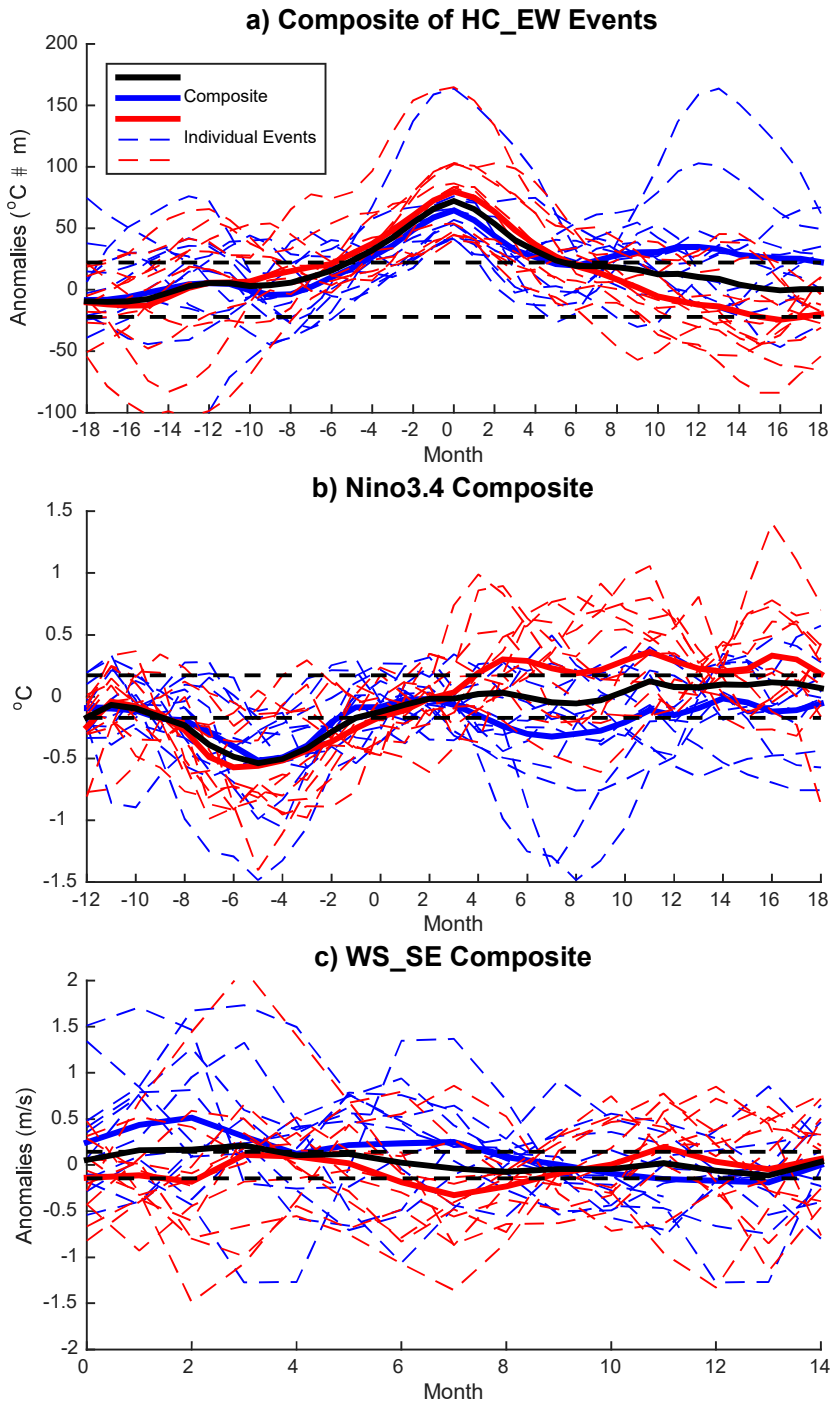 a) Composite of HC_EW Events
200
150
100
50
0
-50
-100
Anomalies (°C # m)
Composite
Individual Events
-18 -16 -14 -12 -10 -8 -6 -4 -2 0 2 4 6 8 10 12 14 16 18
Month
b) Nino3.4 Composite
1.5
1
0.5
0
-0.5
-1
-1.5
°C
-12 -10 -8 -6 -4 -2 0 2 4 6 8 10 12 14 16 18
Month
c) WS_SE Composite
2
1.5
1
0.5
0
-0.5
-1
-1.5
-2
Anomalies (m/s)
0 2 4 6 8 10 12 14
Month